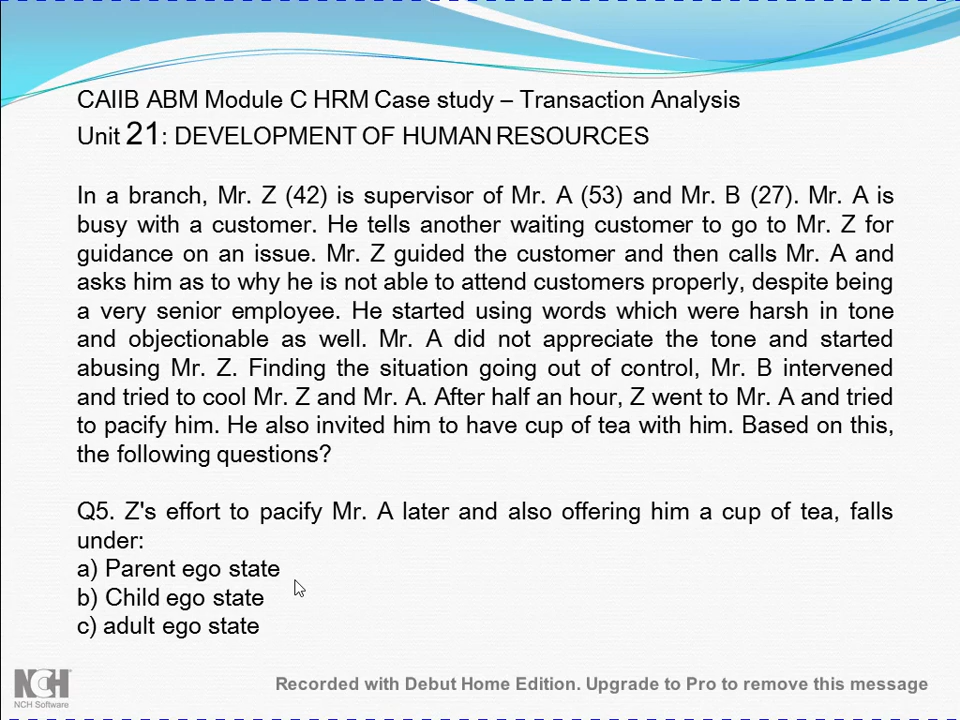 CAIIB ABM Module C HRM Case study – Transaction Analysis
Unit 21: DEVELOPMENT OF HUMAN RESOURCES
In a branch, Mr. Z (42) is supervisor of Mr. A (53) and Mr. B (27). Mr. A is
busy with a customer. He tells another waiting customer to go to Mr. Z for
guidance on an issue. Mr. Z guided the customer and then calls Mr. A and
asks him as to why he is not able to attend customers properly, despite being
a very senior employee. He started using words which were harsh in tone
and objectionable as well. Mr. A did not appreciate the tone and started
abusing Mr. Z. Finding the situation going out of control, Mr. B intervened
and tried to cool Mr. Z and Mr. A. After half an hour, Z went to Mr. A and tried
to pacify him. He also invited him to have cup of tea with him. Based on this,
the following questions?
Q5. Z's effort to pacify Mr. A later and also offering him a cup of tea, falls
under:
a) Parent ego state
b) Child ego state
c) adult ego state
NCH
NCH Software
Recorded with Debut Home Edition. Upgrade to Pro to remove this message